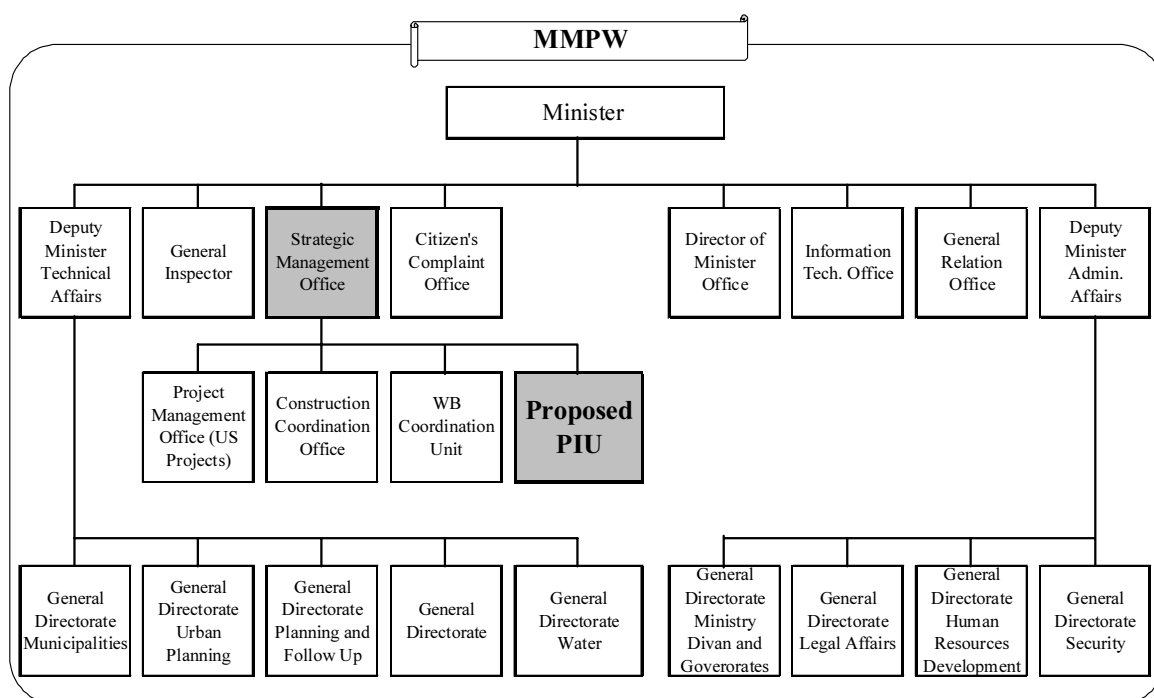 MMPW
Minister
Deputy
Minister
Technical
Affairs
General
Inspector
Strategic
Management
Office
Citizen's
Complaint
Office
Director of
Minister
Office
Information
Tech. Office
General
Relation
Office
Deputy
Minister
Admin.
Affairs
Project
Management
Office (US
Projects)
Construction
Coordination
Office
WB
Coordination
Unit
Proposed
PIU
General
Directorate
Municipalities
General
Directorate
Urban
Planning
General
Directorate
Planning and
Follow Up
General
Directorate
General
Directorate
Water
General
Directorate
Ministry
Divan and
Goverorates
General
Directorate
Legal Affairs
General
Directorate
Human
Resources
Development
General
Directorate
Security